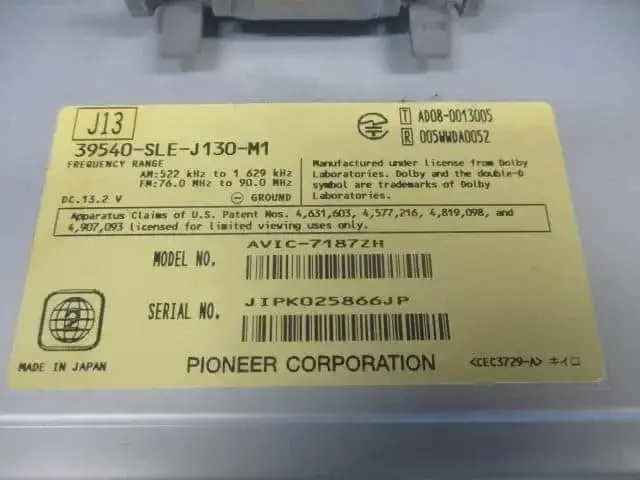 J13
39540-SLE-J130-M1
T AD08-0013005
R 005WWDA0052
FREQUENCY RANGE
AM:522 kHz to 1 629 kHz
FM:76.0 MHz to 90.0 MHz
DC.13.2 V
GROUND
Manufactured under license from Dolby
Laboratories. Dolby and the double-D
symbol are trademarks of Dolby
Laboratories.
Apparatus Claims of U.S. Patent Nos. 4,631,603, 4,577,216, 4,819,098, and
4,907,093 licensed for limited viewing uses only.
MODEL NO.
AVIC-7187ZH
SERIAL NO.
JIPK025866JP
2
MADE IN JAPAN
PIONEER CORPORATION
<CEC3729-A> キイロ